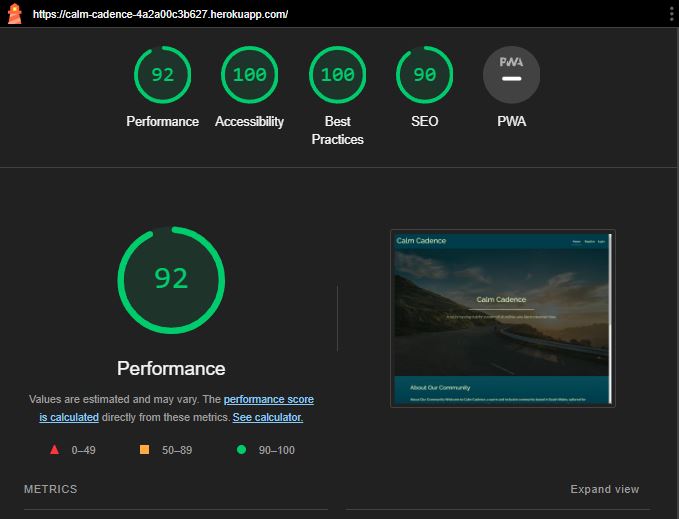 https://calm-cadence-4a2a00c3b627.herokuapp.com/
92
100
100
90
PWA
Performance
Accessibility
Best
Practices
SEO
PWA
92
Performance
Values are estimated and may vary. The performance score
is calculated directly from these metrics. See calculator.
0–49
50–89
90–100
Calm Cadence
Home Register Login
Calm Cadence
About Our Community
METRICS
Expand view